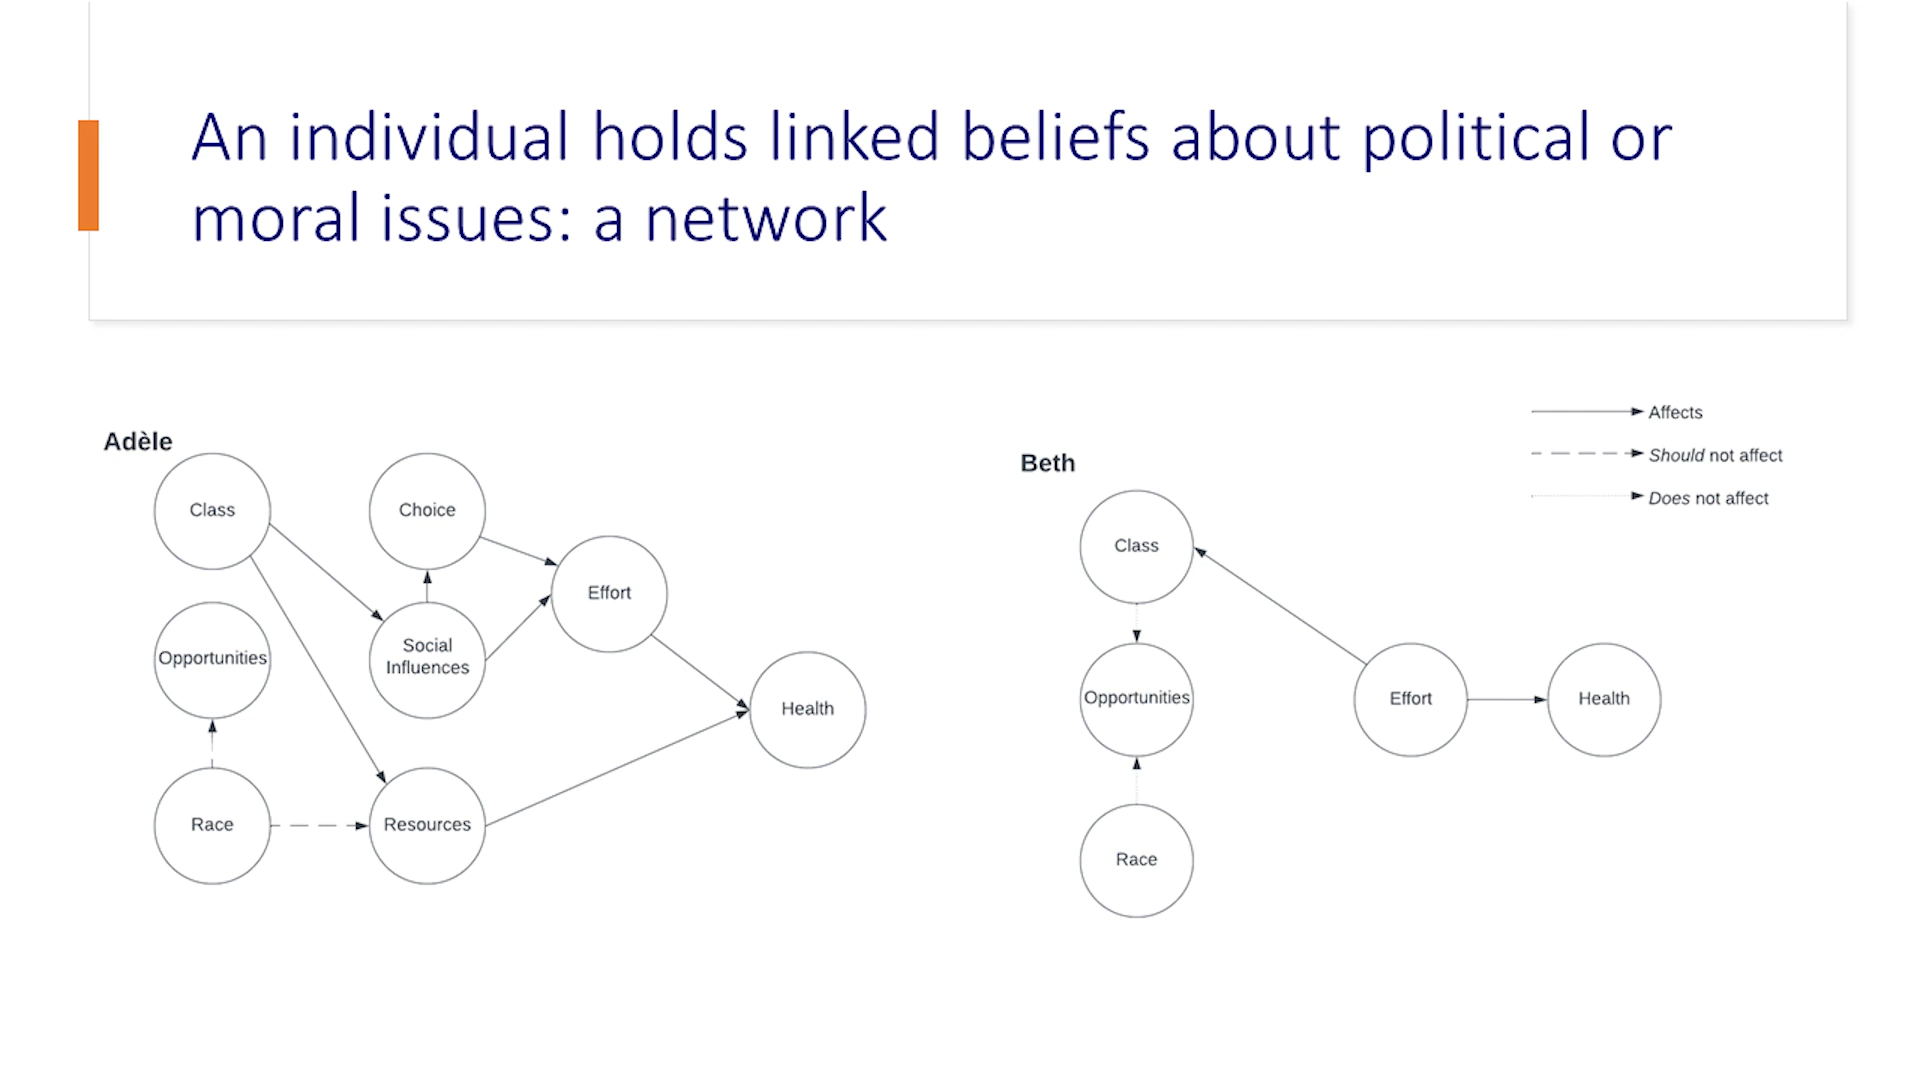 An individual holds linked beliefs about political or
moral issues: a network
Adèle
Class
Choice
Effort
Opportunities
Social
Influences
Health
Race
Resources
Beth
Class
Opportunities
Effort
Health
Race
Affects
Should not affect
Does not affect